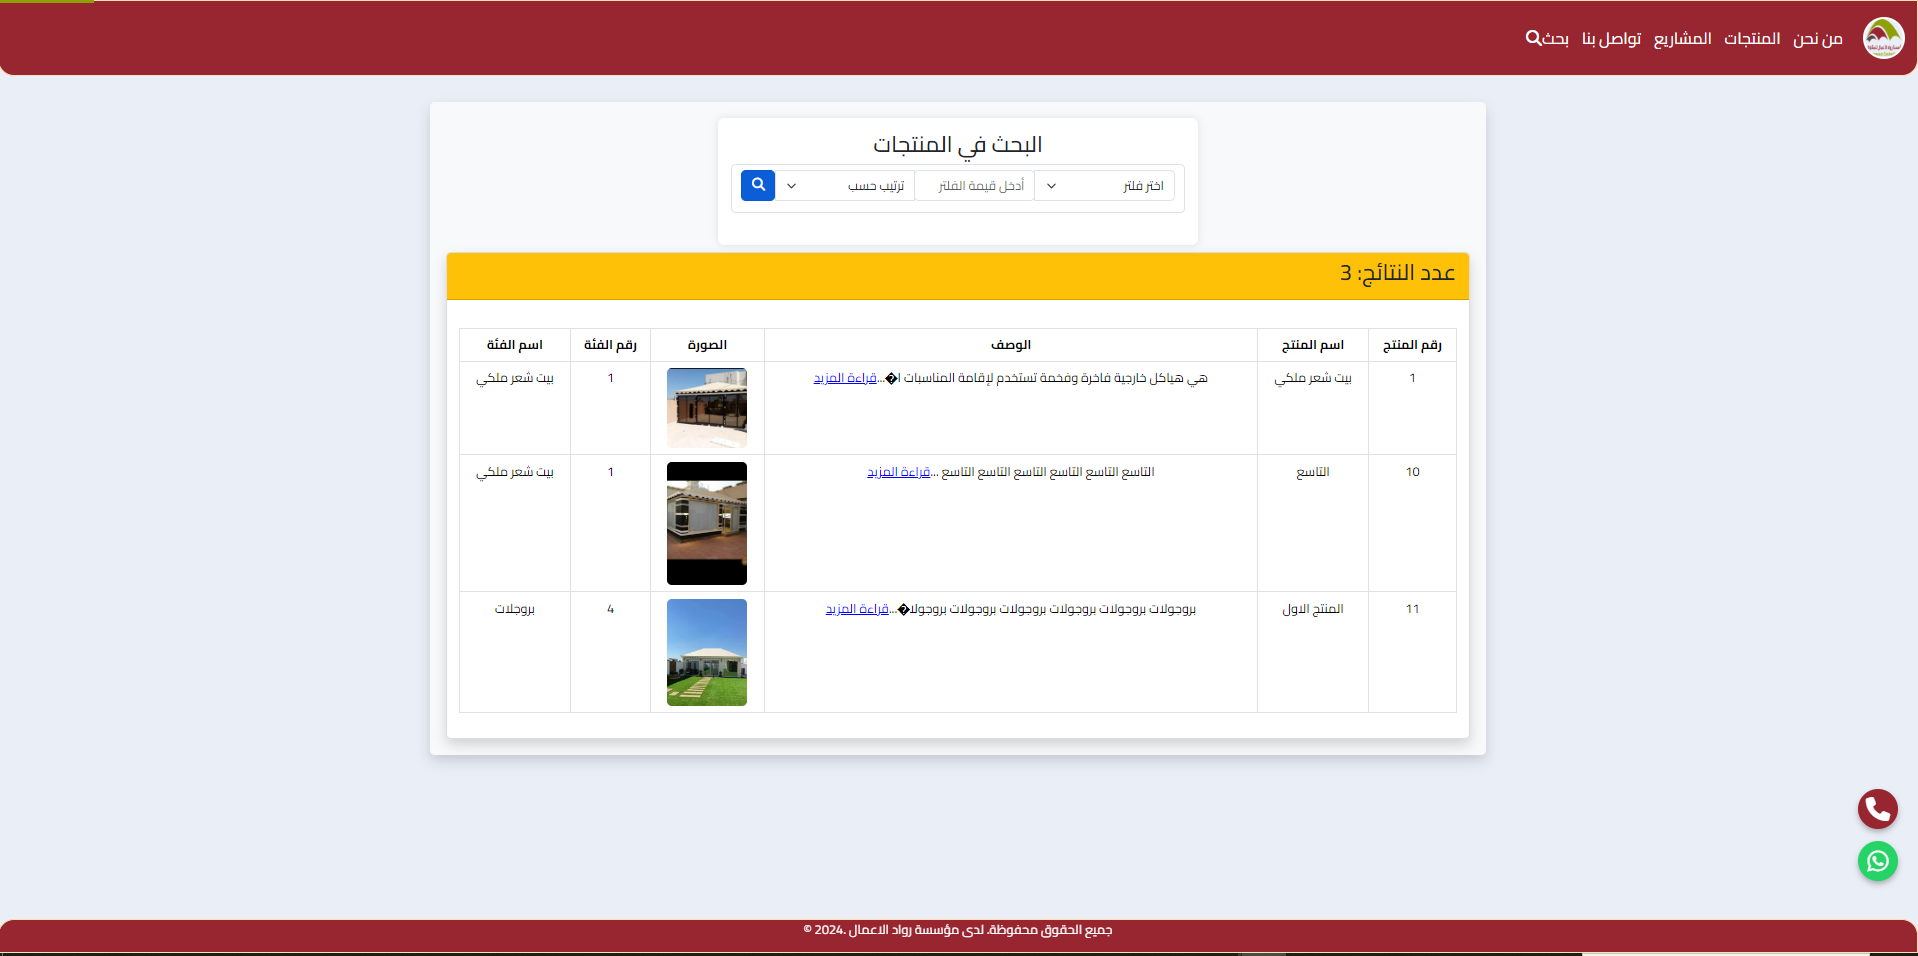 من نحن المنتجات المشاريع تواصل بنا بحث
البحث في المنتجات
اختر فلتر أدخل قيمة الفلتر ترتيب حسب
عدد النتائج: 3
رقم المنتج اسم المنتج الوصف الصورة رقم الفئة اسم الفئة
1 بيت شعر ملكي هي هياكل خارجية فاخرة وفخمة تستخدم لإقامة المناسبات ا�...قراءة المزيد 1 بيت شعر ملكي
10 التاسع التاسع التاسع التاسع التاسع التاسع التاسع ...قراءة المزيد 1 بيت شعر ملكي
11 المنتج الاول بروجولات بروجولات بروجولات بروجولات بروجولات بروجولا�...قراءة المزيد 4 بروجلات
جميع الحقوق محفوظة. لدى مؤسسة رواد الاعمال .2024 ©